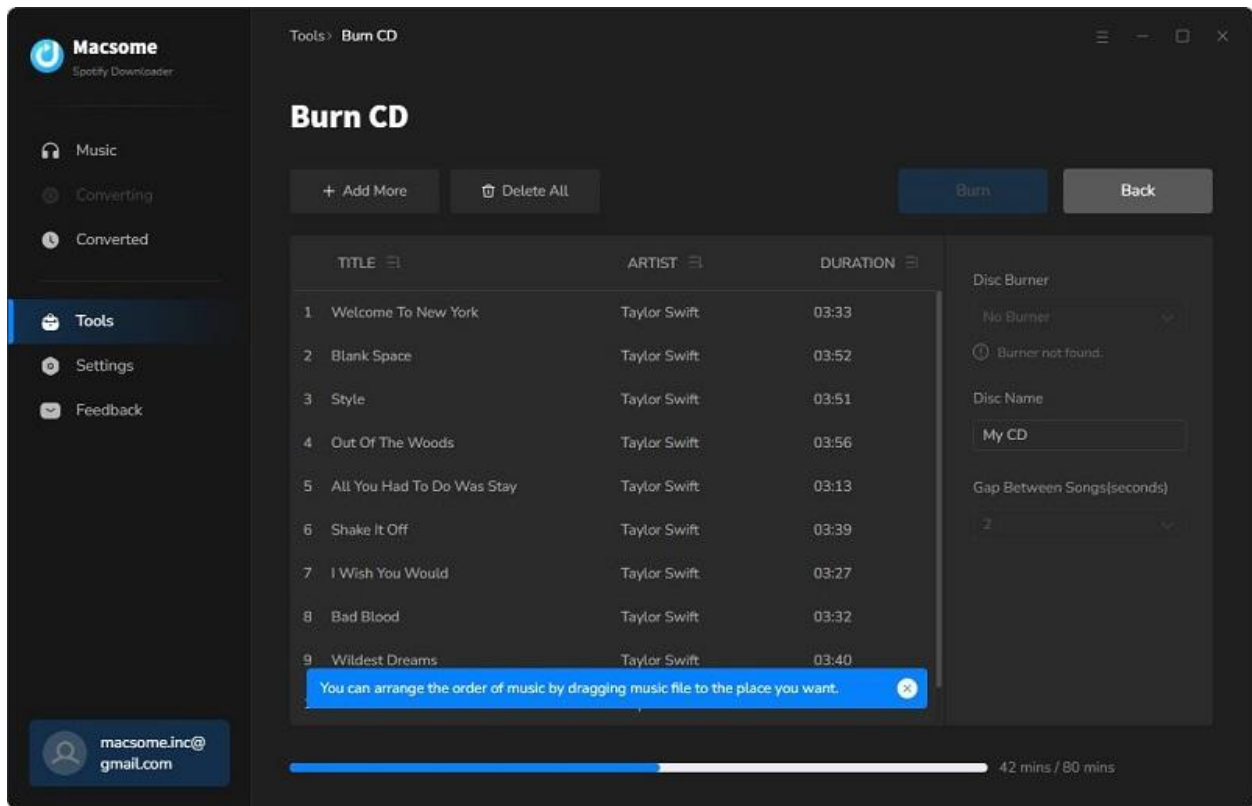 Macsome
Spotify Downloader
Tools> Burn CD
Burn CD
Music
Converting
Converted
Tools
Settings
Feedback
+ Add More
Delete All
Burn
Back
TITLE ARTIST DURATION
1 Welcome To New York Taylor Swift 03:33
2 Blank Space Taylor Swift 03:52
3 Style Taylor Swift 03:51
4 Out Of The Woods Taylor Swift 03:56
5 All You Had To Do Was Stay Taylor Swift 03:13
6 Shake It Off Taylor Swift 03:39
7 I Wish You Would Taylor Swift 03:27
8 Bad Blood Taylor Swift 03:32
9 Wildest Dreams Taylor Swift 03:40
You can arrange the order of music by dragging music file to the place you want.
Disc Burner
No Burner
Burner not found.
Disc Name
My CD
Gap Between Songs(seconds)
2
macsome.inc@
gmail.com
42 mins / 80 mins